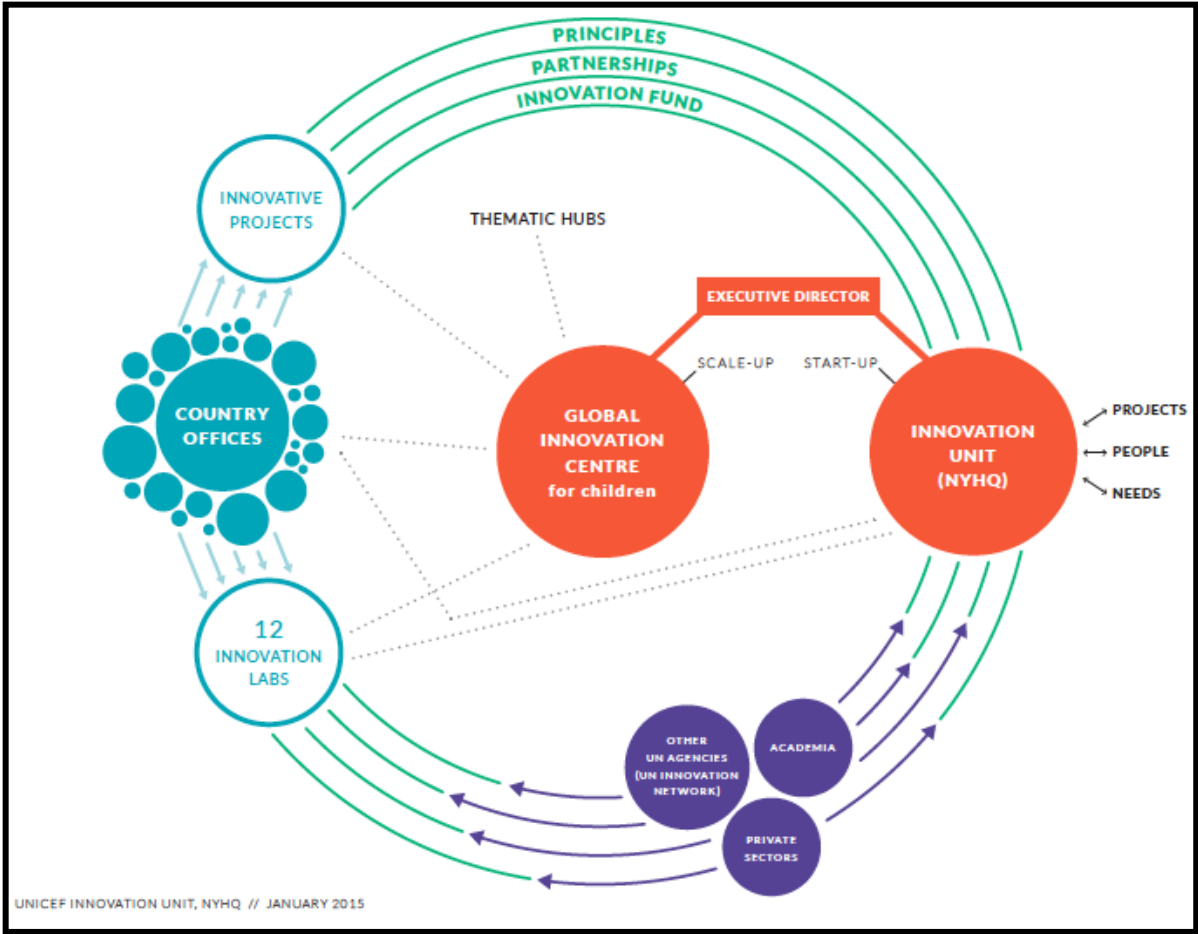 PRINCIPLES
PARTNERSHIPS
INNOVATION FUND
INNOVATIVE
PROJECTS
THEMATIC HUBS
EXECUTIVE DIRECTOR
SCALE-UP
START-UP
COUNTRY
OFFICES
GLOBAL
INNOVATION
CENTRE
for children
INNOVATION
UNIT
(NYHQ)
PROJECTS
PEOPLE
NEEDS
12
INNOVATION
LABS
OTHER
UN AGENCIES
(UN INNOVATION
NETWORK)
ACADEMIA
PRIVATE
SECTORS
UNICEF INNOVATION UNIT, NYHQ // JANUARY 2015